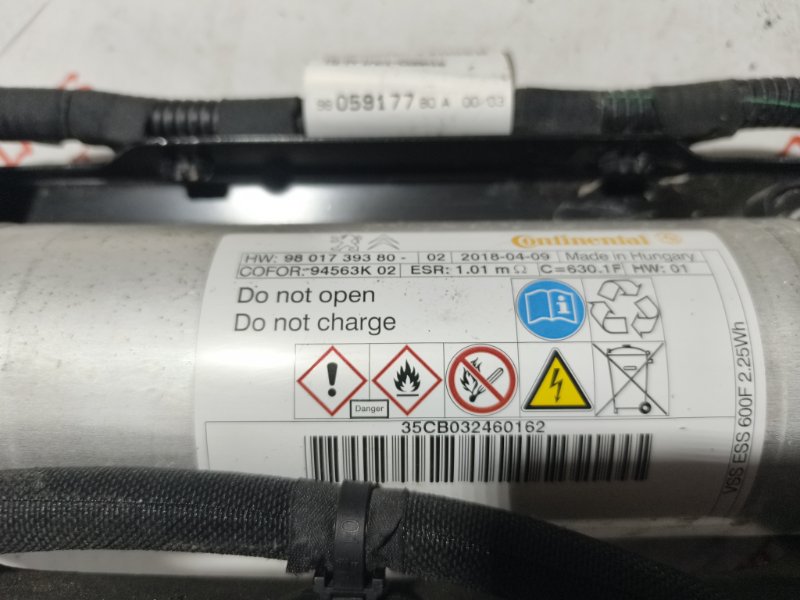 98 059177 80 A 00/03
Continental
HW: 98 017 393 80 - 02 2018-04-09 Made in Hungary
COFOR: 94563K 02 ESR: 1.01 mΩ C=630.1F HW: 01
Do not open
Do not charge
Danger
35CB032460162
VSS ESS 600F 2.25Wh